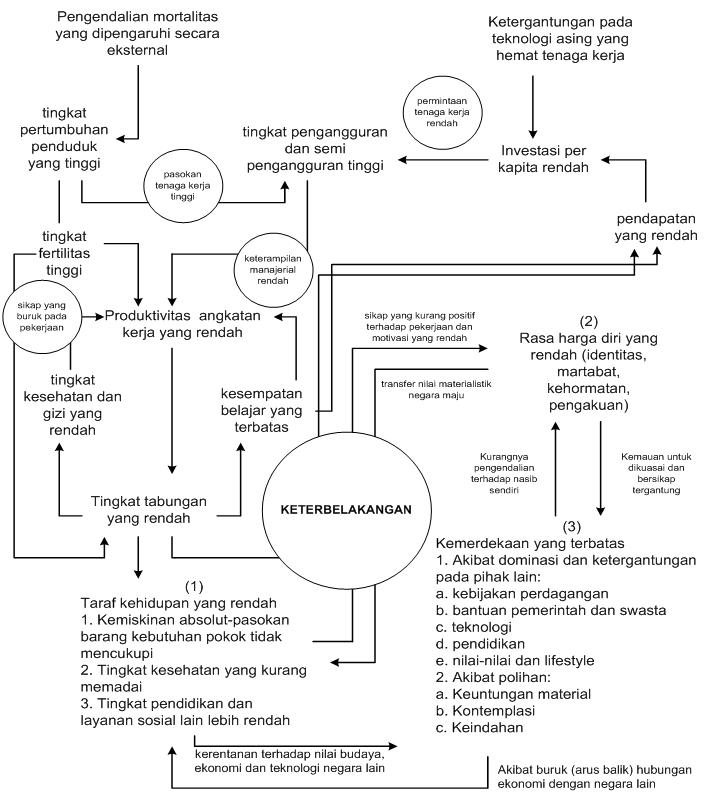 Pengendalian mortalitas
yang dipengaruhi secara
eksternal
Ketergantungan pada
teknologi asing yang
hemat tenaga kerja
permintaan
tenaga kerja
rendah
tingkat
pertumbuhan
penduduk
yang tinggi
tingkat pengangguran
dan semi
pengangguran tinggi
Investasi per
kapita rendah
pasokan
tenaga kerja
tinggi
pendapatan
yang rendah
tingkat
fertilitas
tinggi
keterampilan
manajerial
rendah
sikap yang
buruk pada
pekerjaan
Produktivitas angkatan
kerja yang rendah
sikap yang kurang positif
terhadap pekerjaan dan
motivasi yang rendah
(2)
Rasa harga diri yang
rendah (identitas,
martabat,
kehormatan,
pengakuan)
transfer nilai materialistik
negara maju
tingkat
kesehatan dan
gizi yang
rendah
kesempatan
belajar yang
terbatas
Kurangnya
pengendalian
terhadap nasib
sendiri
Kemauan untuk
dikuasai dan
bersikap
tergantung
KETERBELAKANGAN
Tingkat tabungan
yang rendah
(3)
Kemerdekaan yang terbatas
1. Akibat dominasi dan ketergantungan
pada pihak lain:
a. kebijakan perdagangan
b. bantuan pemerintah dan swasta
c. teknologi
d. pendidikan
e. nilai-nilai dan lifestyle
2. Akibat polihan:
a. Keuntungan material
b. Kontemplasi
c. Keindahan
(1)
Taraf kehidupan yang rendah
1. Kemiskinan absolut-pasokan
barang kebutuhan pokok tidak
mencukupi
2. Tingkat kesehatan yang kurang
memadai
3. Tingkat pendidikan dan
layanan sosial lain lebih rendah
kerentanan terhadap nilai budaya,
ekonomi dan teknologi negara lain
Akibat buruk (arus balik) hubungan
ekonomi dengan negara lain